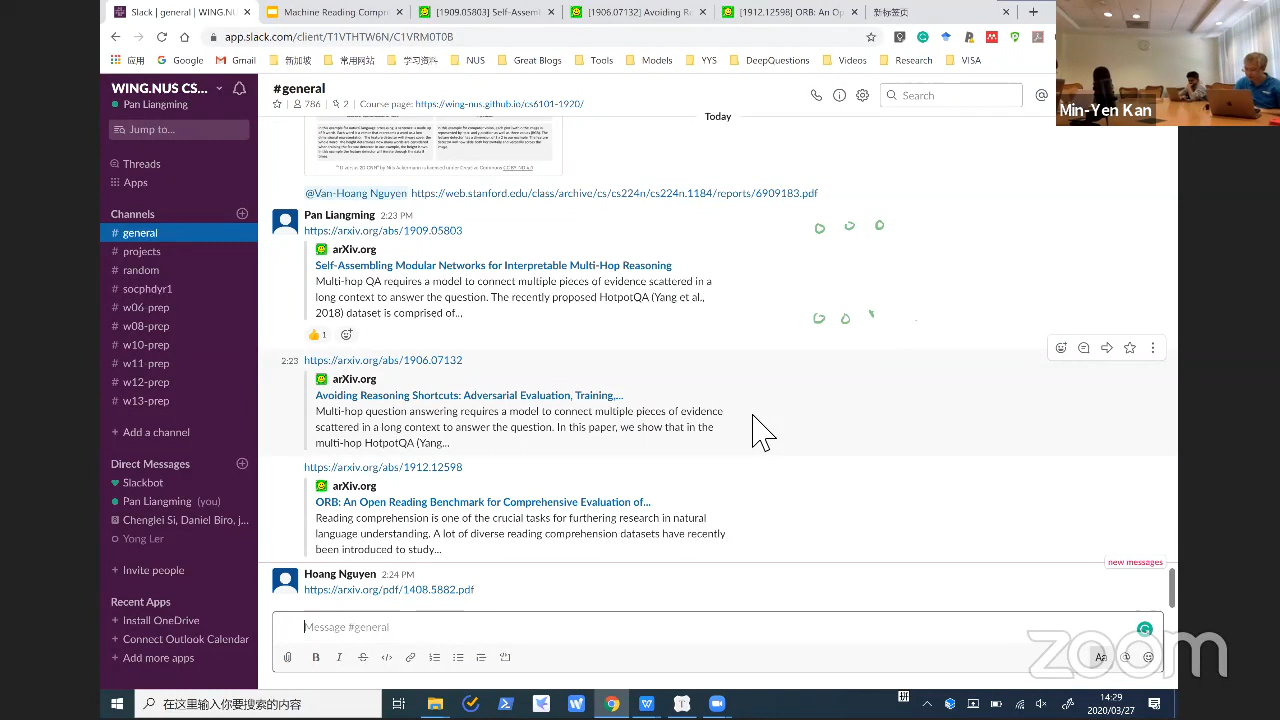 [1909.05803] Self-Assemi
[1906.07132] Avoiding Re
[1912.12598] ORB: An Ope
新标签页
app.slack.com/client/T1VTHTW6N/C1VRM0T0B
应用
Google
Gmail
新加坡
常用网站
学习资料
NUS
Great Blogs
Tools
Models
YYS
DeepQuestions
Videos
Research
VISA
Min-Yen Kan
WING.NUS CS...
Pan Liangming
Jump to...
Threads
Apps
Channels
# general
# projects
# random
# socphdyr1
# w06-prep
# w08-prep
# w10-prep
# w11-prep
# w12-prep
# w13-prep
+ Add a channel
Direct Messages
Slackbot
Pan Liangming (you)
Chenglei Si, Daniel Biro, j...
Yong Ler
+ Invite people
Recent Apps
+ Install OneDrive
+ Connect Outlook Calendar
+ Add more apps
#general
786
2
Course page: https://wing-nus.github.io/cs6101-1920/
Search
Today
@Van-Hoang Nguyen https://web.stanford.edu/class/archive/cs/cs224n/cs224n.1184/reports/6909183.pdf
Pan Liangming 2:23 PM
https://arxiv.org/abs/1909.05803
arXiv.org
Self-Assembling Modular Networks for Interpretable Multi-Hop Reasoning
Multi-hop QA requires a model to connect multiple pieces of evidence scattered in a
long context to answer the question. The recently proposed HotpotQA (Yang et al.,
2018) dataset is comprised of...
1
2:23 https://arxiv.org/abs/1906.07132
arXiv.org
Avoiding Reasoning Shortcuts: Adversarial Evaluation, Training,...
Multi-hop question answering requires a model to connect multiple pieces of evidence
scattered in a long context to answer the question. In this paper, we show that in the
multi-hop HotpotQA (Yang...
https://arxiv.org/abs/1912.12598
arXiv.org
ORB: An Open Reading Benchmark for Comprehensive Evaluation of...
Reading comprehension is one of the crucial tasks for furthering research in natural
language understanding. A lot of diverse reading comprehension datasets have recently
been introduced to study...
new messages
Hoang Nguyen 2:24 PM
https://arxiv.org/pdf/1408.5882.pdf
Message #general
Aa
zoom
在这里输入你要搜索的内容
14:29
2020/03/27